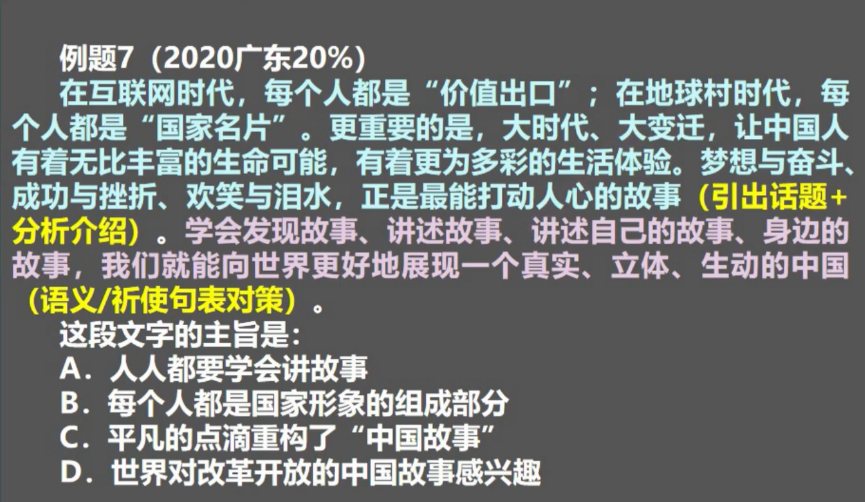 例题7（2020广东20%）
在互联网时代，每个人都是“价值出口”；在地球村时代，每
个人都是“国家名片”。更重要的是，大时代、大变迁，让中国人
有着无比丰富的生命可能，有着更为多彩的生活体验。梦想与奋斗、
成功与挫折、欢笑与泪水，正是最能打动人心的故事（引出话题+
分析介绍）。学会发现故事、讲述故事、讲述自己的故事、身边的
故事，我们就能向世界更好地展现一个真实、立体、生动的中国
（语义/祈使句表对策）。
这段文字的主旨是：
A．人人都要学会讲故事
B．每个人都是国家形象的组成部分
C．平凡的点滴重构了“中国故事”
D．世界对改革开放的中国故事感兴趣